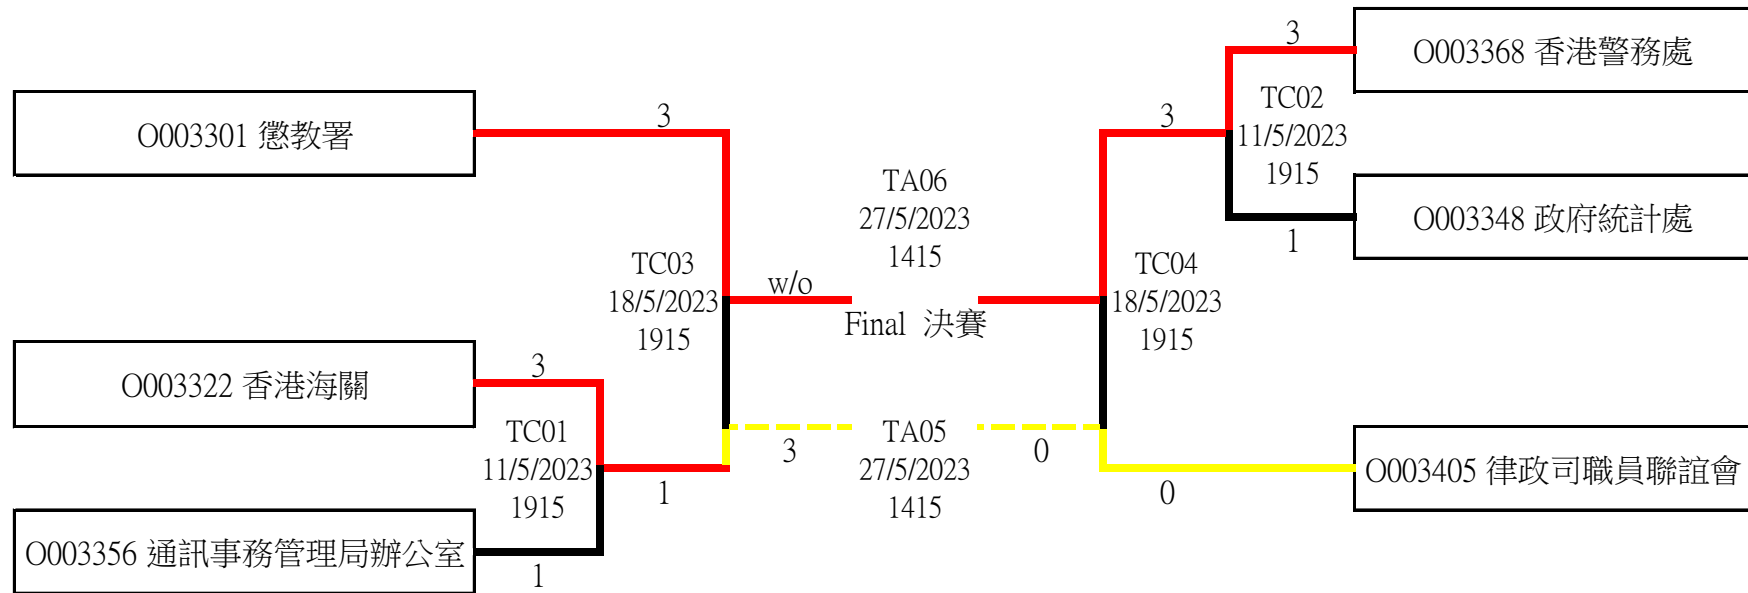 3
O003368 香港警務處
O003301 懲教署
3
3
TC02
11/5/2023
1915
TA06
27/5/2023
1415
O003348 政府統計處
1
TC03
18/5/2023
1915
w/o
Final 決賽
TC04
18/5/2023
1915
O003322 香港海關
3
TC01
11/5/2023
1915
1
3
TA05
27/5/2023
1415
0
0
O003405 律政司職員聯誼會
O003356 通訊事務管理局辦公室
1